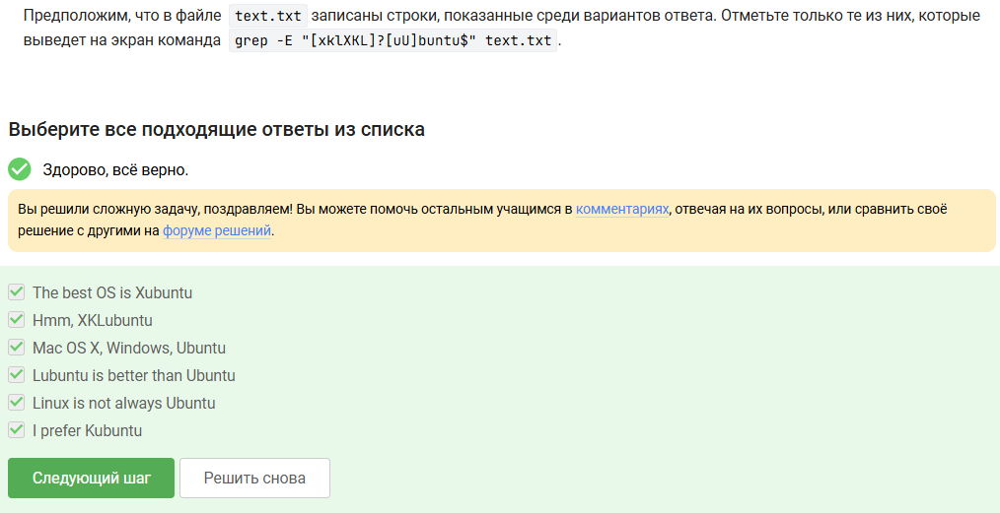 Предположим, что в файле text.txt записаны строки, показанные среди вариантов ответа. Отметьте только те из них, которые
выведет на экран команда grep -E "[xklXKL]?[uU]buntu$" text.txt.
Выберите все подходящие ответы из списка
Здорово, всё верно.
Вы решили сложную задачу, поздравляем! Вы можете помочь остальным учащимся в комментариях, отвечая на их вопросы, или сравнить своё
решение с другими на форуме решений.
The best OS is Xubuntu
Hmm, XKLubuntu
Mac OS X, Windows, Ubuntu
Lubuntu is better than Ubuntu
Linux is not always Ubuntu
I prefer Kubuntu
Следующий шаг Решить снова